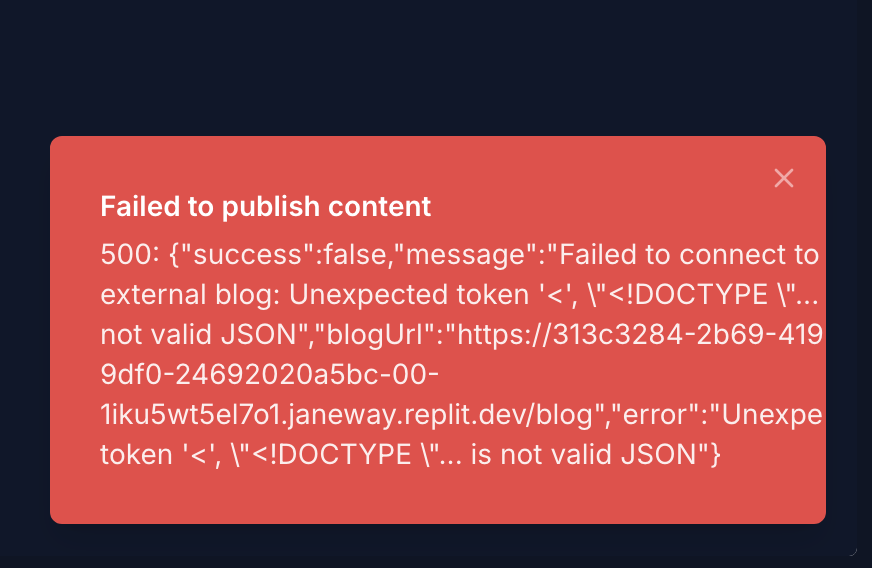 Failed to publish content
500: {"success":false,"message":"Failed to connect to
external blog: Unexpected token '<', \"<!DOCTYPE \"...
not valid JSON","blogUrl":"https://313c3284-2b69-419
9df0-24692020a5bc-00-
1iku5wt5el7o1.janeway.replit.dev/blog","error":"Unexpe
token '<', \"<!DOCTYPE \"... is not valid JSON"}